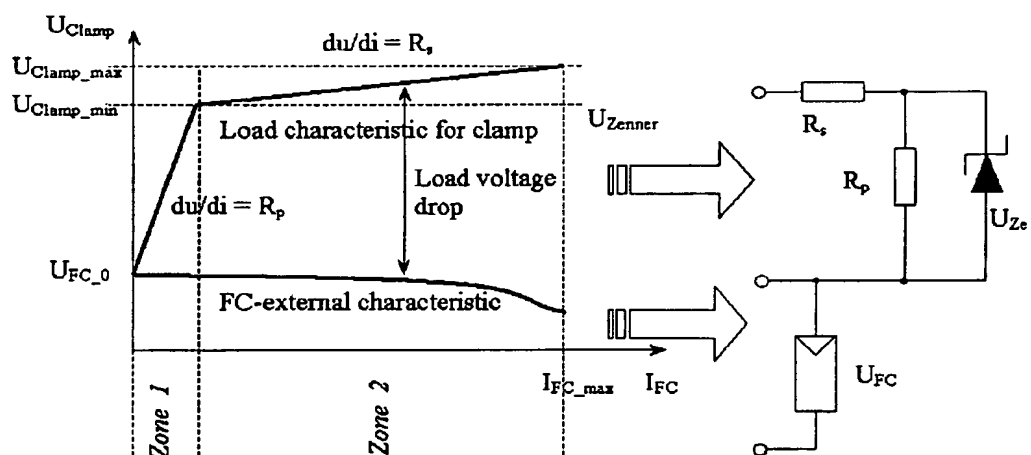 U_Clamp
du/di = R_s
U_Clamp_max
U_Clamp_min
U_Zenner
Load characteristic for clamp
R_s
Load voltage
drop
R_p
du/di = R_p
U_Ze
U_FC_0
FC-external characteristic
U_FC
I_FC_max
I_FC
Zone 1
Zone 2